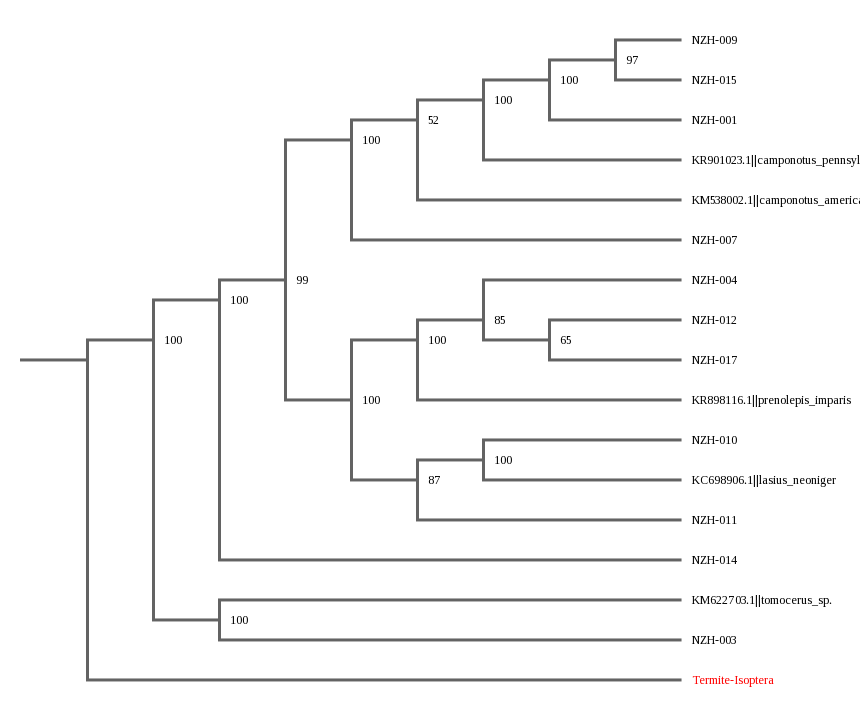 NZH-009
97
NZH-015
100
100
NZH-001
52
100
KR901023.1||camponotus_pennsyl
KM538002.1||camponotus_america
NZH-007
99
NZH-004
100
85
NZH-012
100
65
NZH-017
100
KR898116.1||prenolepis_imparis
NZH-010
100
87
KC698906.1||lasius_neoniger
NZH-011
NZH-014
100
KM622703.1||tomocerus_sp.
100
NZH-003
Termite-Isoptera